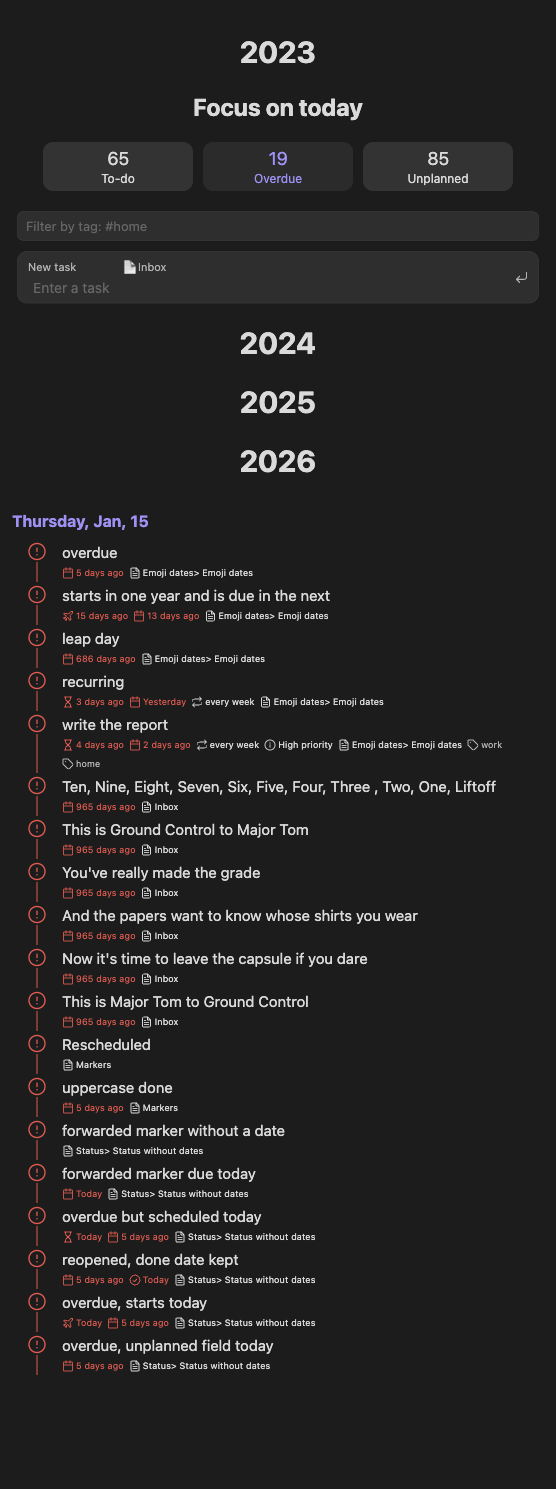 2023
Focus on today
65
To-do
19
Overdue
85
Unplanned
Filter by tag: #home
New task
Inbox
Enter a task
2024
2025
2026
Thursday, Jan, 15
overdue
5 days ago Emoji dates> Emoji dates
starts in one year and is due in the next
15 days ago 13 days ago Emoji dates> Emoji dates
leap day
686 days ago Emoji dates> Emoji dates
recurring
3 days ago Yesterday every week Emoji dates> Emoji dates
write the report
4 days ago 2 days ago every week High priority Emoji dates> Emoji dates work
home
Ten, Nine, Eight, Seven, Six, Five, Four, Three , Two, One, Liftoff
965 days ago Inbox
This is Ground Control to Major Tom
965 days ago Inbox
You've really made the grade
965 days ago Inbox
And the papers want to know whose shirts you wear
965 days ago Inbox
Now it's time to leave the capsule if you dare
965 days ago Inbox
This is Major Tom to Ground Control
965 days ago Inbox
Rescheduled
Markers
uppercase done
5 days ago Markers
forwarded marker without a date
Status> Status without dates
forwarded marker due today
Today Status> Status without dates
overdue but scheduled today
Today 5 days ago Status> Status without dates
reopened, done date kept
5 days ago Today Status> Status without dates
overdue, starts today
Today 5 days ago Status> Status without dates
overdue, unplanned field today
5 days ago Status> Status without dates